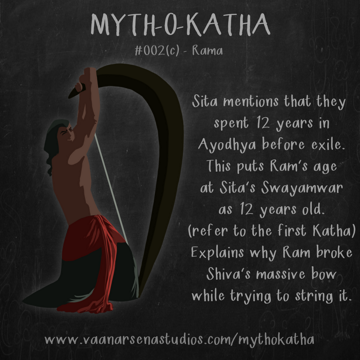 MYTH-O-KATHA
#002(c) - Rama
Sita mentions that they
spent 12 years in
Ayodhya before exile.
This puts Ram's age
at Sita's Swayamwar
as 12 years old.
(refer to the first Katha)
Explains why Ram broke
Shiva's massive bow
while trying to string it.
www.vaanarsenastudios.com/mythokatha